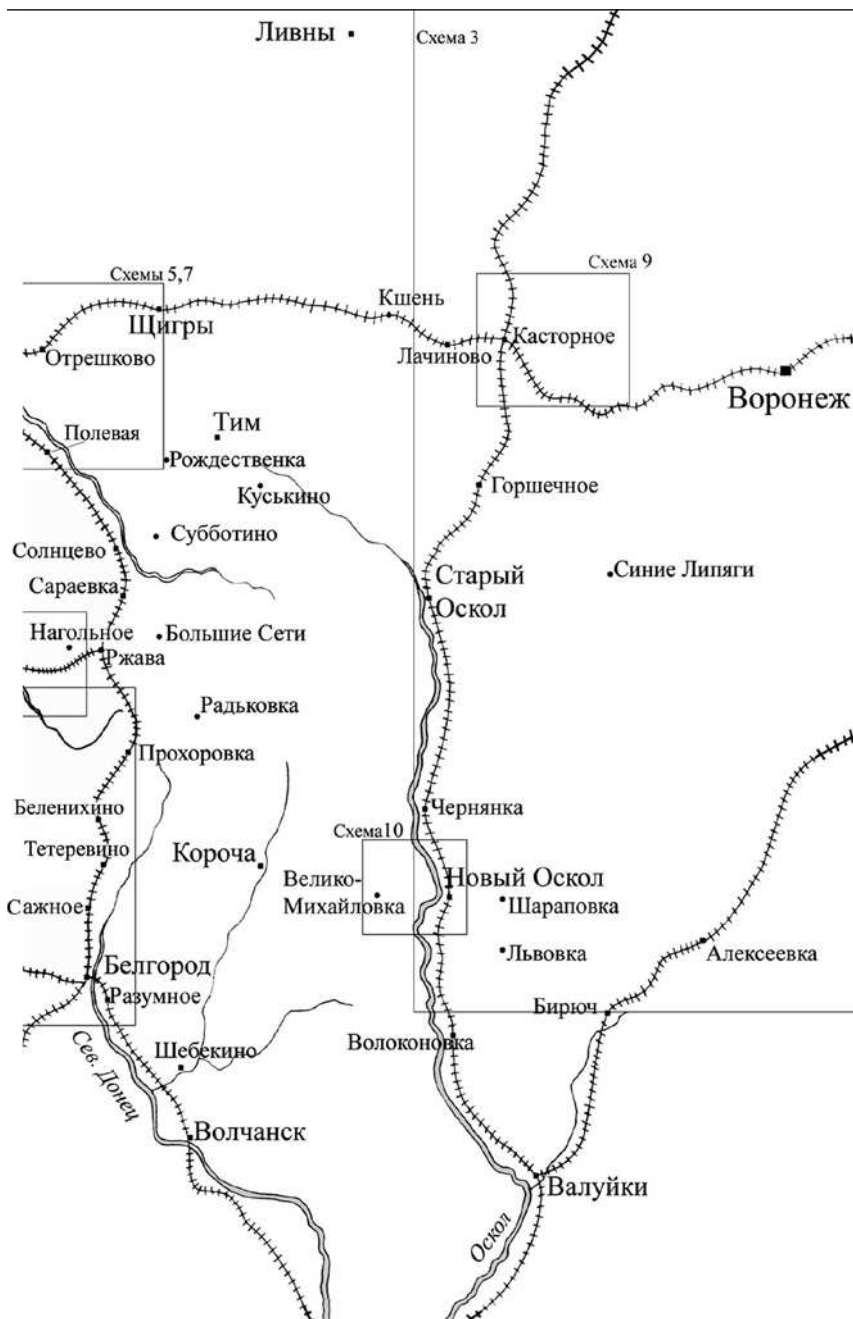 Ливны
Схема 3
Схемы 5,7
Схема 9
Кшень
Щигры
Касторное
Отрешково
Лачиново
Воронеж
Тим
Полевая
Рождественка
Горшечное
Куськино
Субботино
Солнцево
Старый
Оскол
Синие Липяги
Сараевка
Нагольное
Большие Сети
Ржава
Радьковка
Прохоровка
Беленихино
Чернянка
Схема10
Тетеревино
Короча
Велико-
Михайловка
Новый Оскол
Сажное
Шараповка
Львовка
Алексеевка
Белгород
Разумное
Бирюч
Сев. Донец
Шебекино
Волоконовка
Волчанск
Валуйки
Оскол